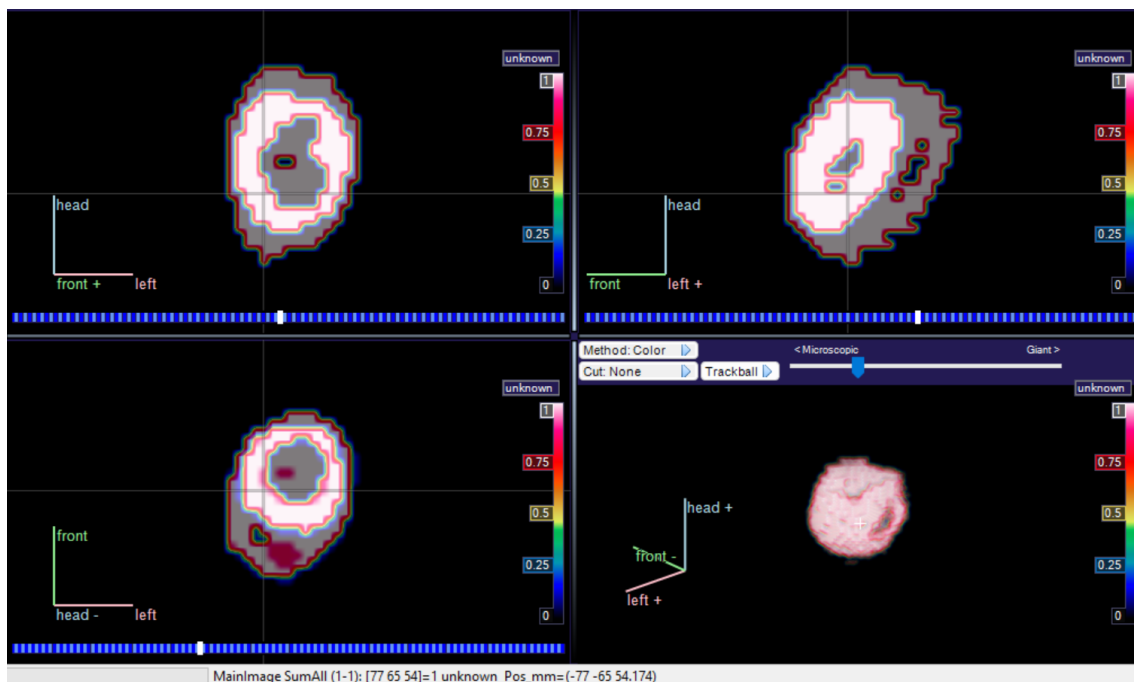 unknown
1
0.75
0.5
0.25
0
head
front + left
unknown
1
0.75
0.5
0.25
0
head
front left +
Method: Color
Cut: None Trackball
< Microscopic Giant >
unknown
1
0.75
0.5
0.25
0
front
head - left
unknown
1
0.75
0.5
0.25
0
head +
front -
left +
MainImage SumAll (1-1): [77 65 54]=1 unknown Pos_mm=(-77 -65 54.174)